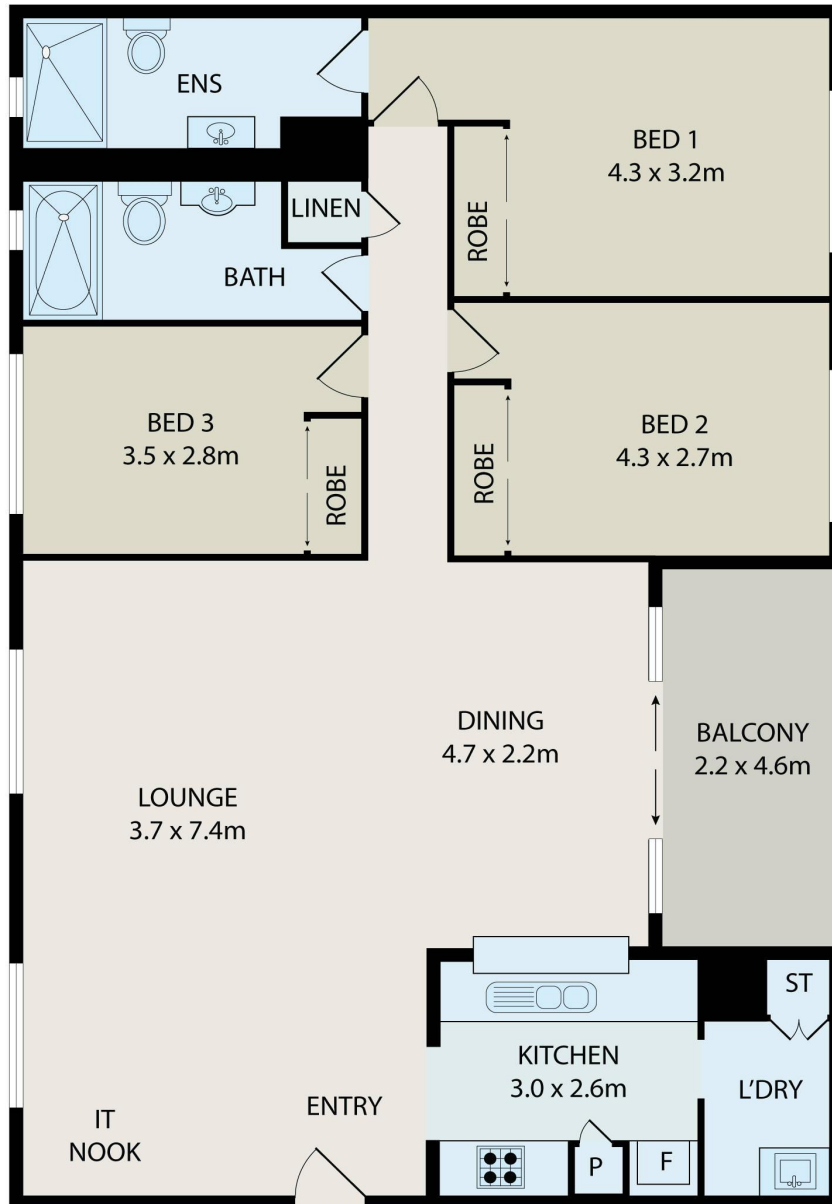 ENS
BED 1
4.3 x 3.2m
ROBE
LINEN
BATH
BED 3
3.5 x 2.8m
ROBE
BED 2
4.3 x 2.7m
ROBE
DINING
4.7 x 2.2m
BALCONY
2.2 x 4.6m
LOUNGE
3.7 x 7.4m
ST
KITCHEN
3.0 x 2.6m
L'DRY
IT
NOOK
ENTRY
P
F